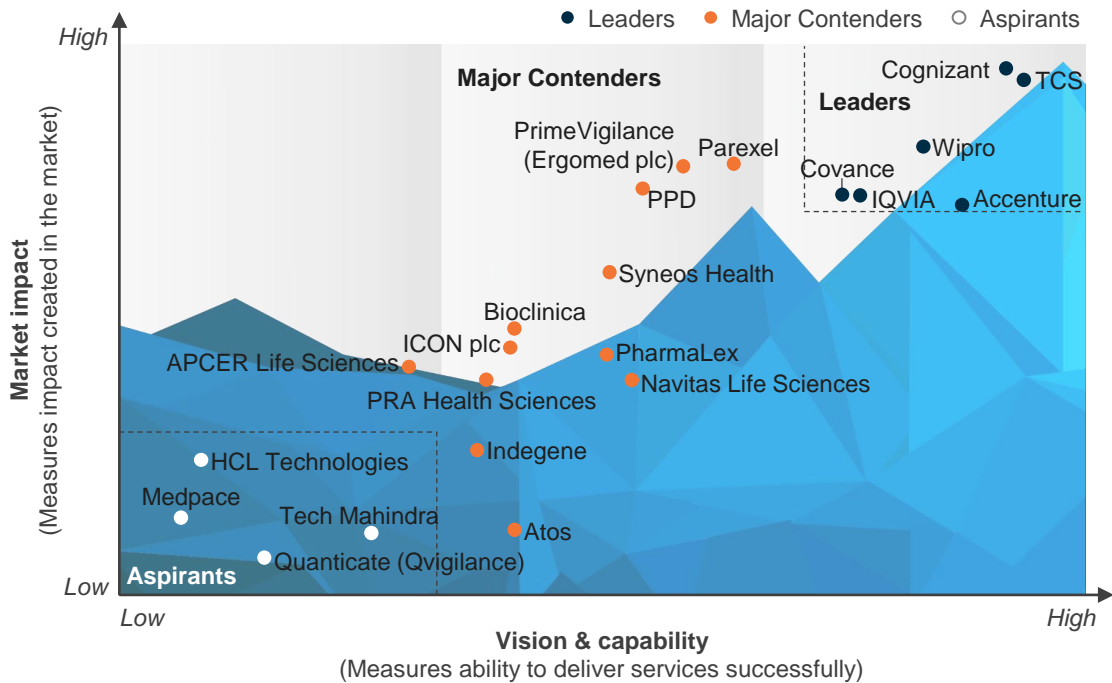 Leaders
Major Contenders
Aspirants
High
Market impact
(Measures impact created in the market)
Low
Major Contenders
Leaders
Cognizant
TCS
PrimeVigilance
(Ergomed plc)
Parexel
Wipro
Covance
PPD
IQVIA
Accenture
Syneos Health
Bioclinica
ICON plc
PharmaLex
APCER Life Sciences
Navitas Life Sciences
PRA Health Sciences
Indegene
HCL Technologies
Medpace
Tech Mahindra
Atos
Quanticate (Qvigilance)
Aspirants
Low
High
Vision & capability
(Measures ability to deliver services successfully)